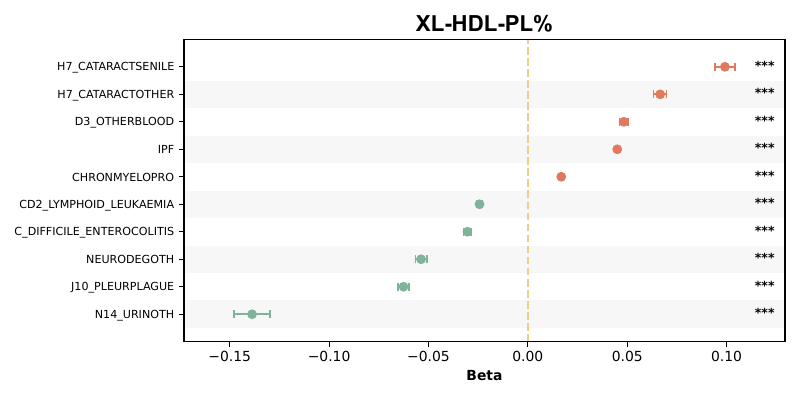 XL-HDL-PL%
H7_CATARACTSENILE ***
H7_CATARACTOTHER ***
D3_OTHERBLOOD ***
IPF ***
CHRONMYELOPRO ***
CD2_LYMPHOID_LEUKAEMIA ***
C_DIFFICILE_ENTEROCOLITIS ***
NEURODEGOTH ***
J10_PLEURPLAGUE ***
N14_URINOTH ***
−0.15 −0.10 −0.05 0.00 0.05 0.10
Beta